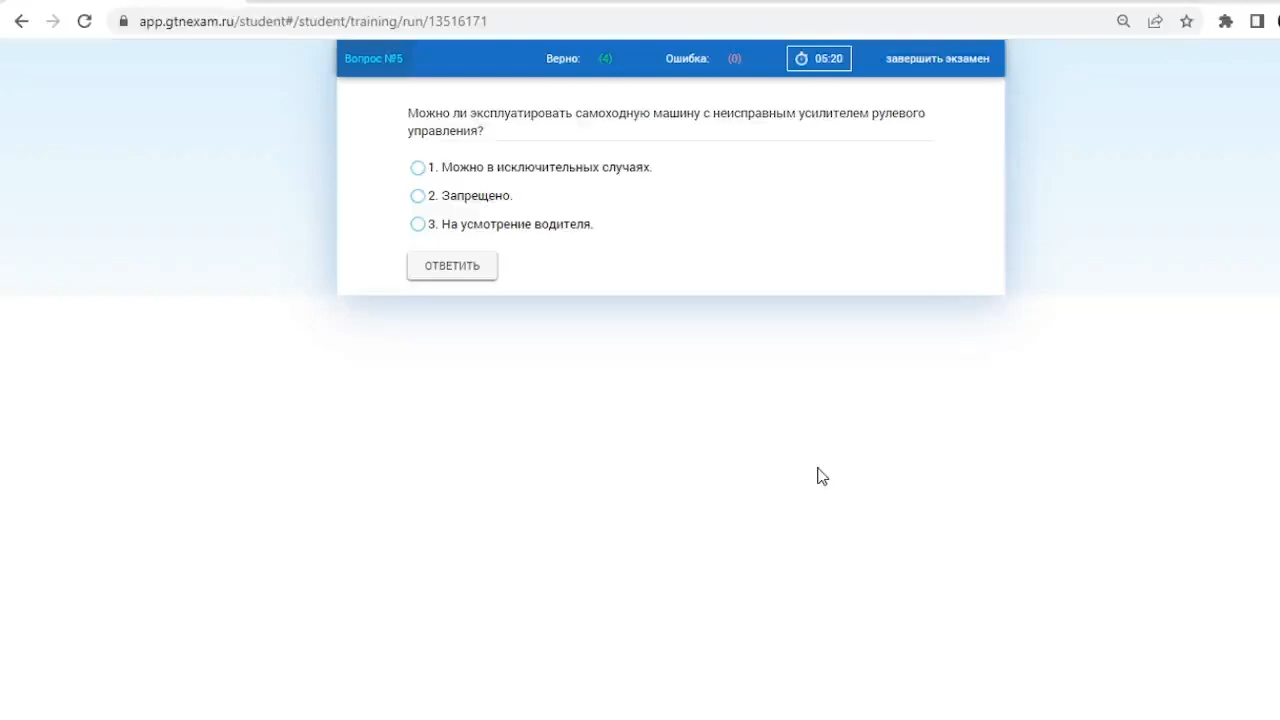 app.gtnexam.ru/student#/student/training/run/13516171
Вопрос №5 Верно: (4) Ошибка: (0) 05:20 завершить экзамен
Можно ли эксплуатировать самоходную машину с неисправным усилителем рулевого
управления?
1. Можно в исключительных случаях.
2. Запрещено.
3. На усмотрение водителя.
ОТВЕТИТЬ